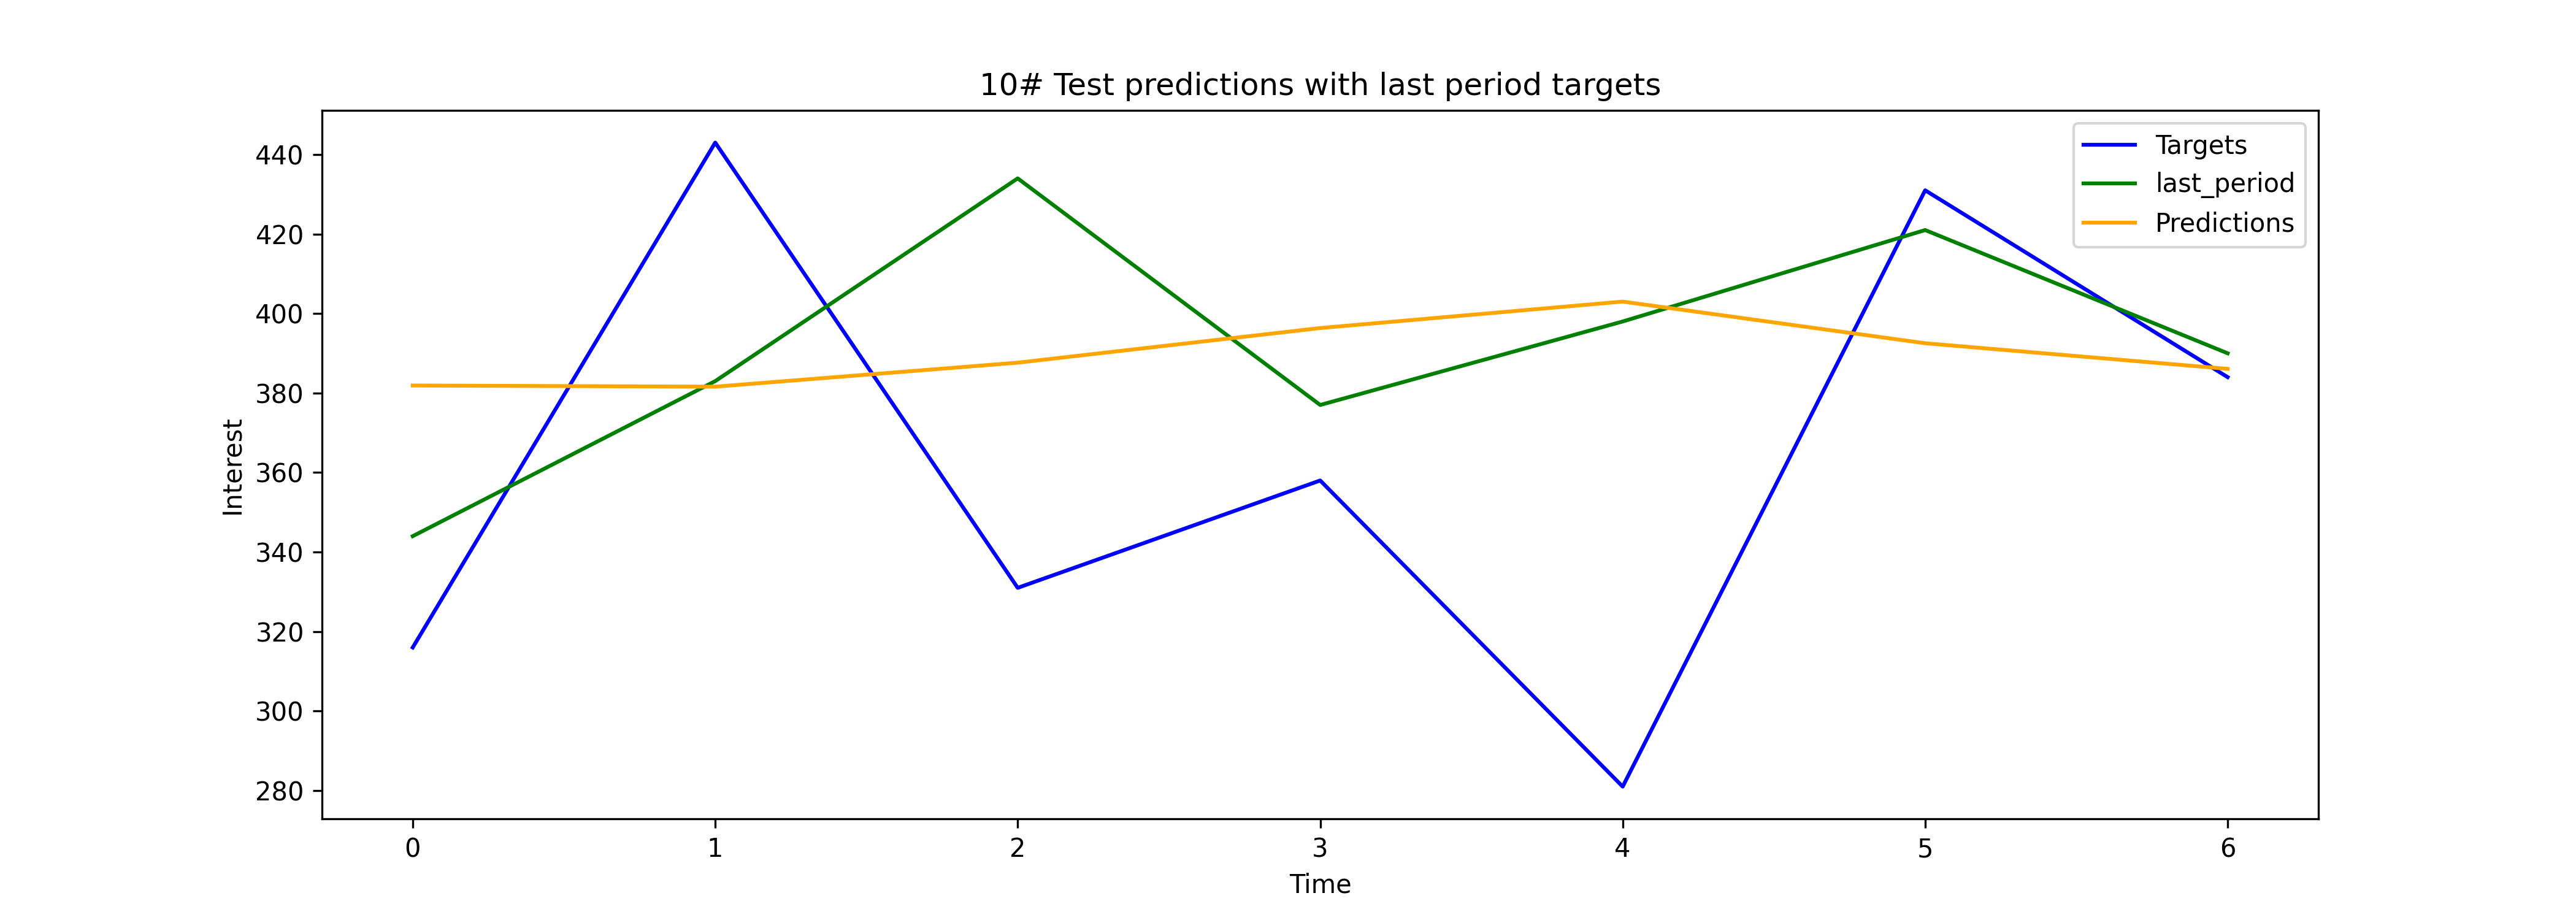 10# Test predictions with last period targets
Targets
last_period
Predictions
440
420
400
380
360
340
320
300
280
Interest
0 1 2 3 4 5 6
Time